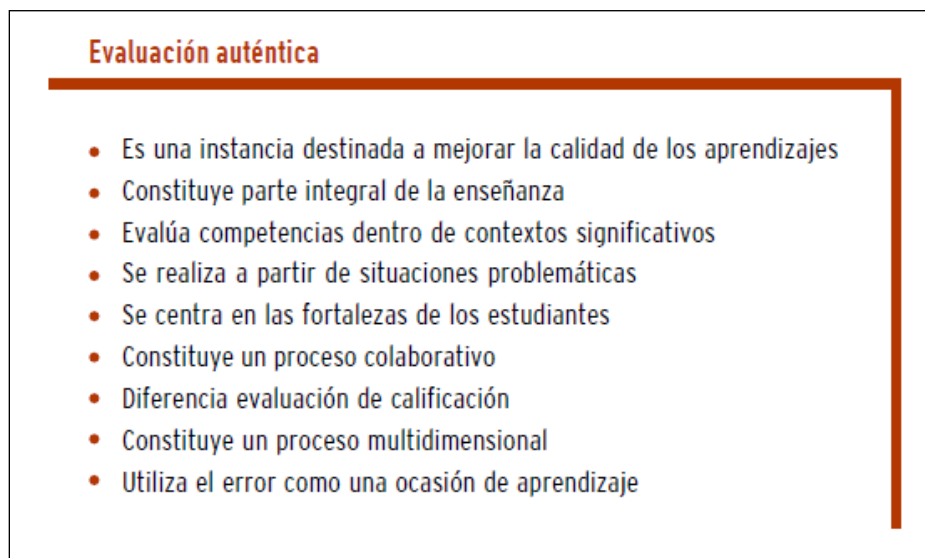 Evaluación auténtica
• Es una instancia destinada a mejorar la calidad de los aprendizajes
• Constituye parte integral de la enseñanza
• Evalúa competencias dentro de contextos significativos
• Se realiza a partir de situaciones problemáticas
• Se centra en las fortalezas de los estudiantes
• Constituye un proceso colaborativo
• Diferencia evaluación de calificación
• Constituye un proceso multidimensional
• Utiliza el error como una ocasión de aprendizaje